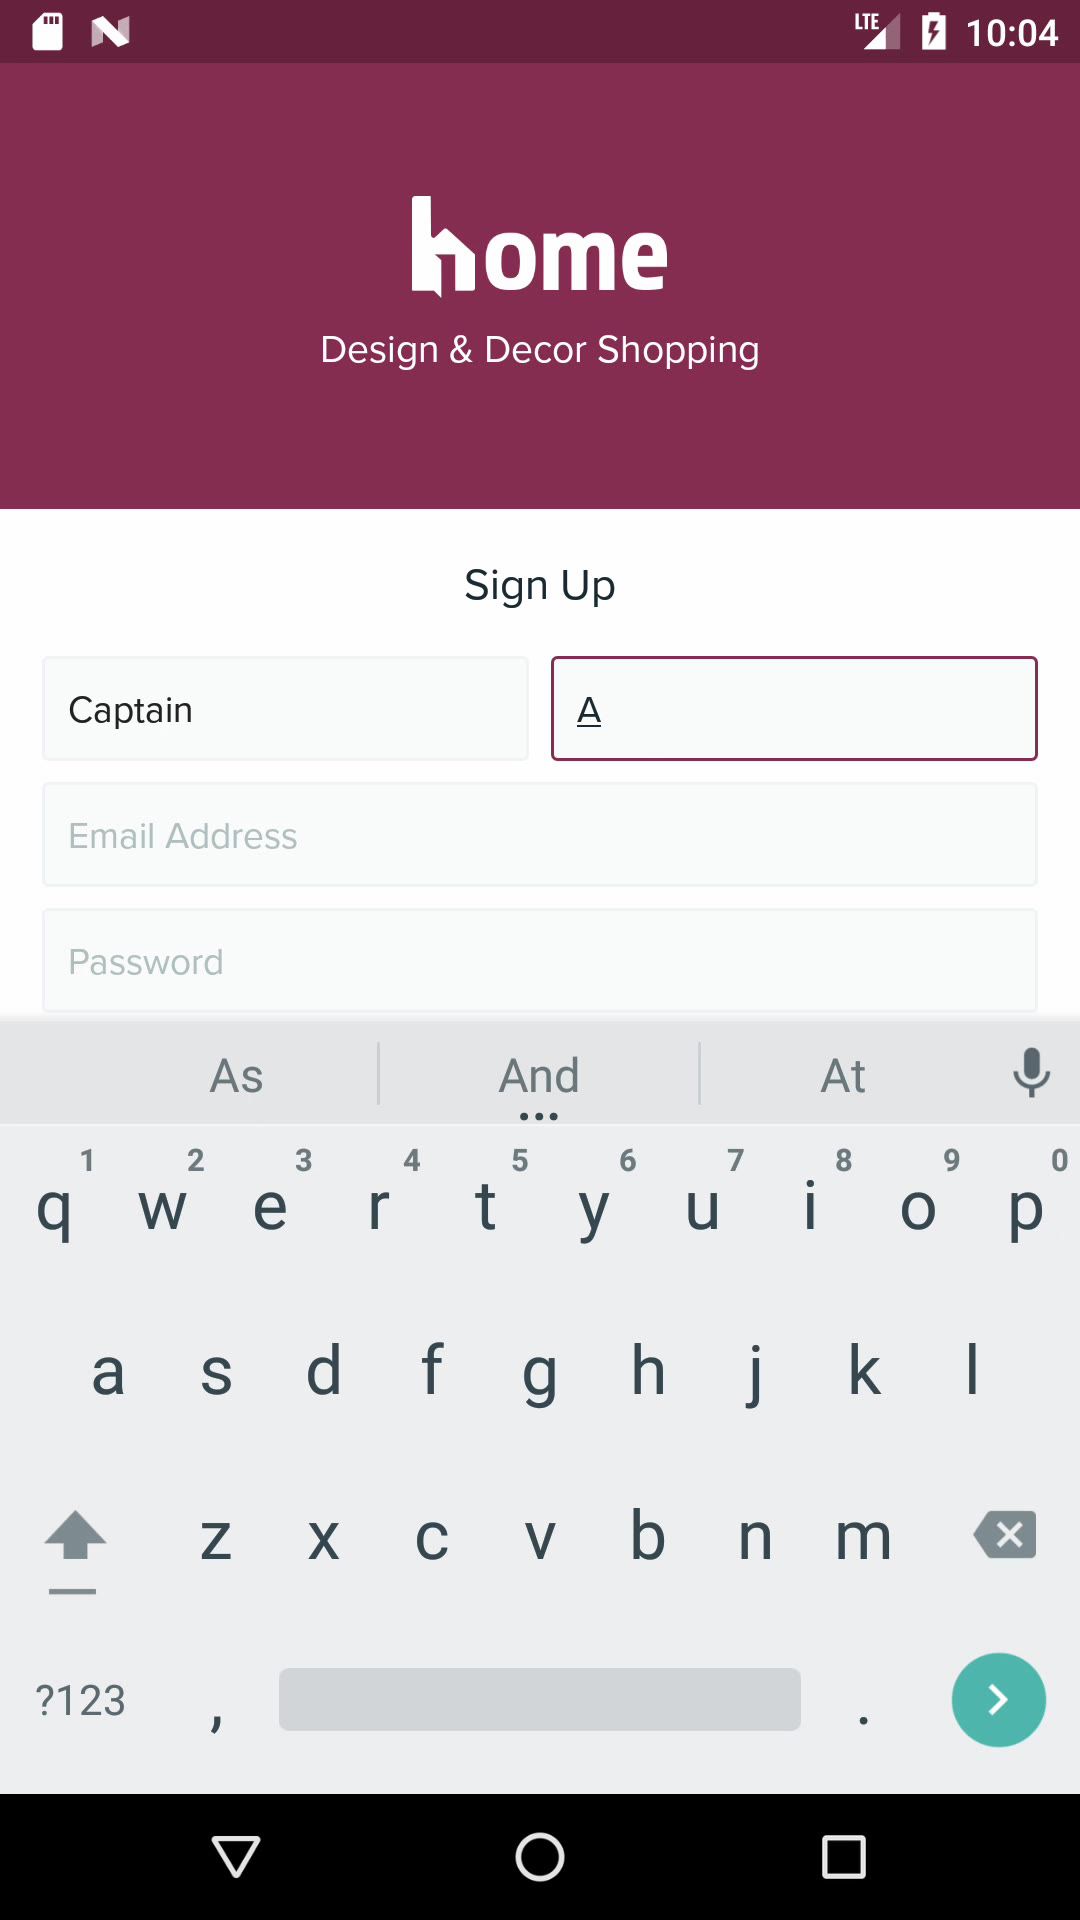 LTE 10:04
home
Design & Decor Shopping
Sign Up
Captain A
Email Address
Password
As And At
1 2 3 4 5 6 7 8 9 0
q w e r t y u i o p
a s d f g h j k l
z x c v b n m
?123 , .